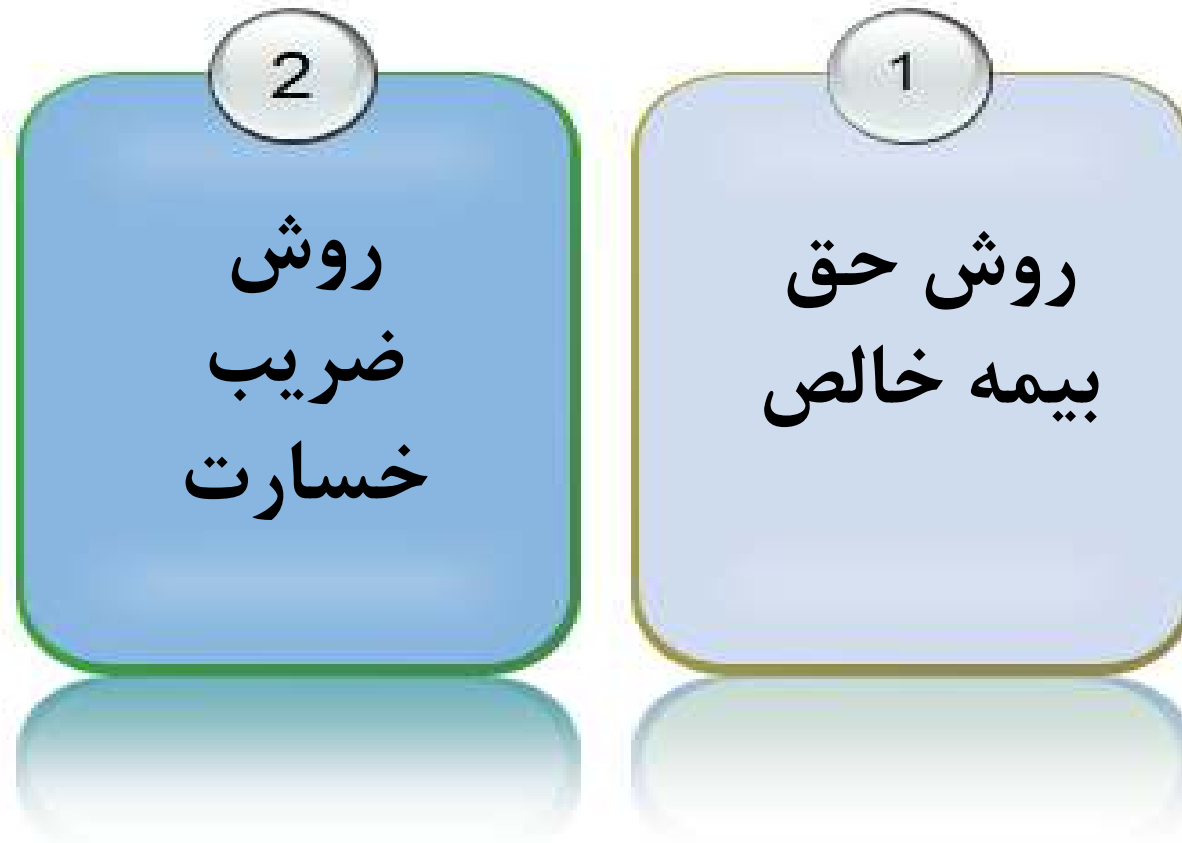 1
روش حق
بیمه خالص
2
روش
ضریب
خسارت